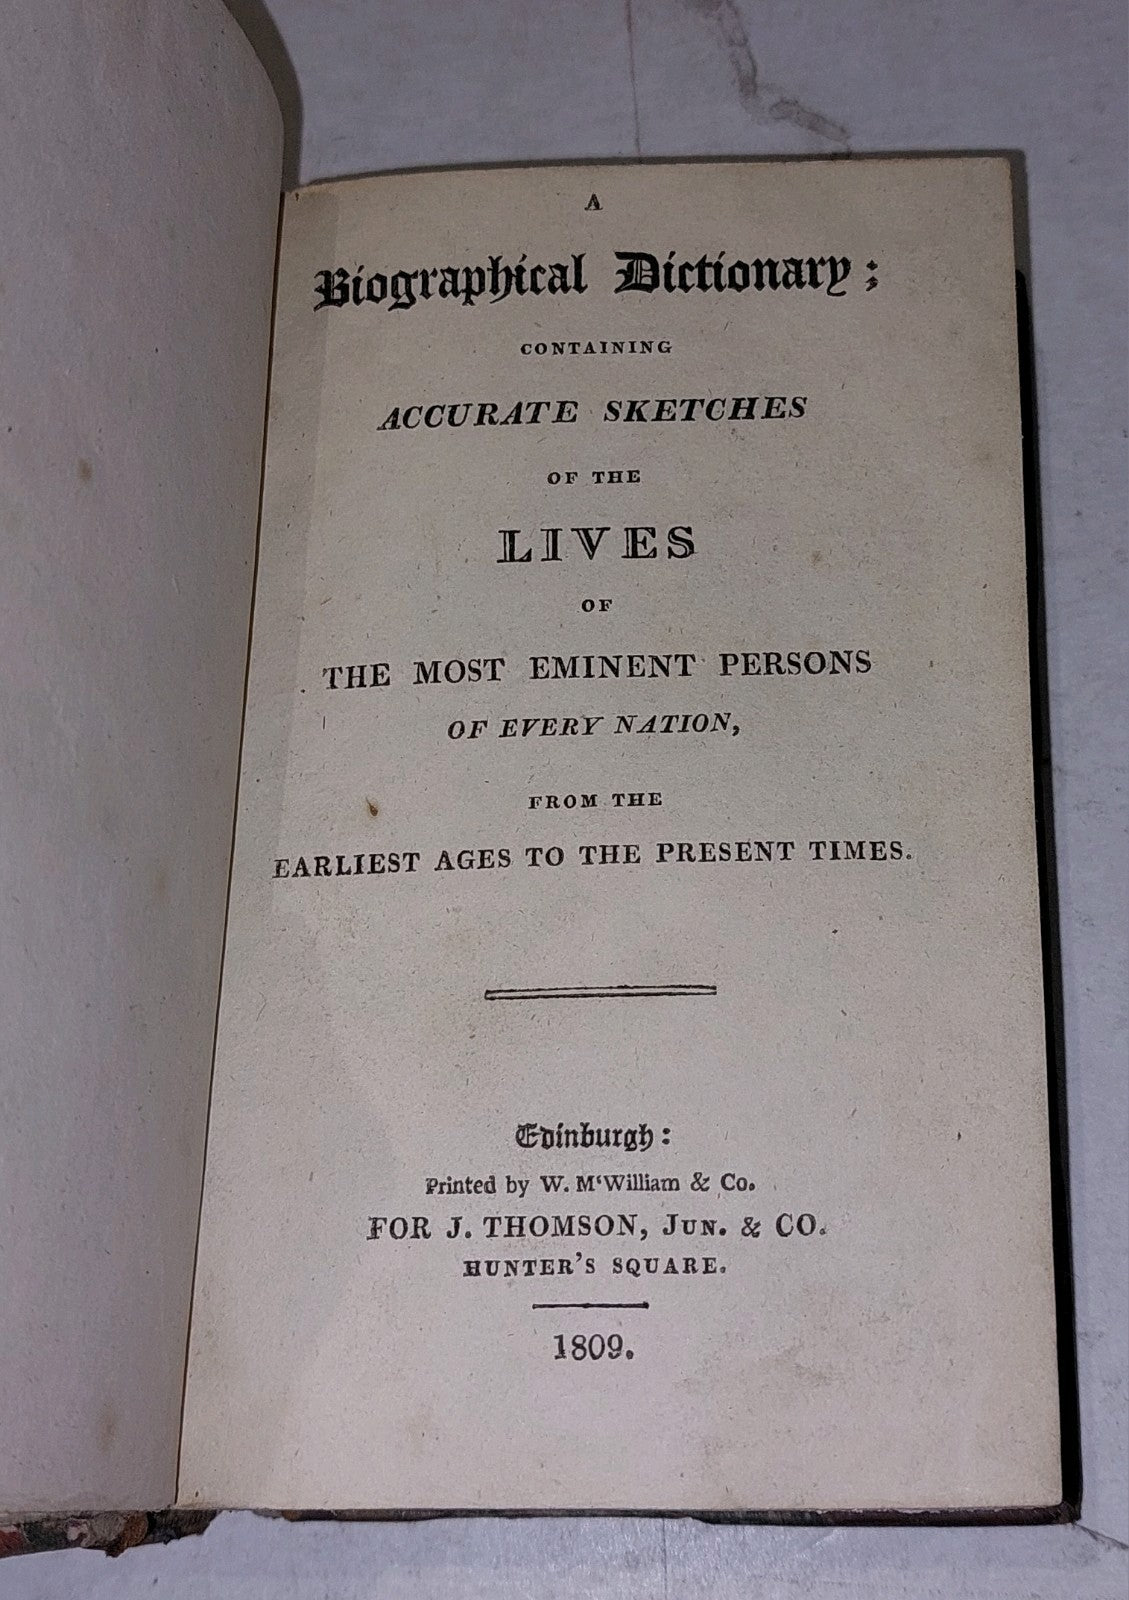 A
Biographical Dictionary;
CONTAINING
ACCURATE SKETCHES
OF THE
LIVES
OF
THE MOST EMINENT PERSONS
OF EVERY NATION,
FROM THE
EARLIEST AGES TO THE PRESENT TIMES.
Edinburgh:
Printed by W. M‘William & Co.
FOR J. THOMSON, JUN. & CO.
HUNTER'S SQUARE.
1809.